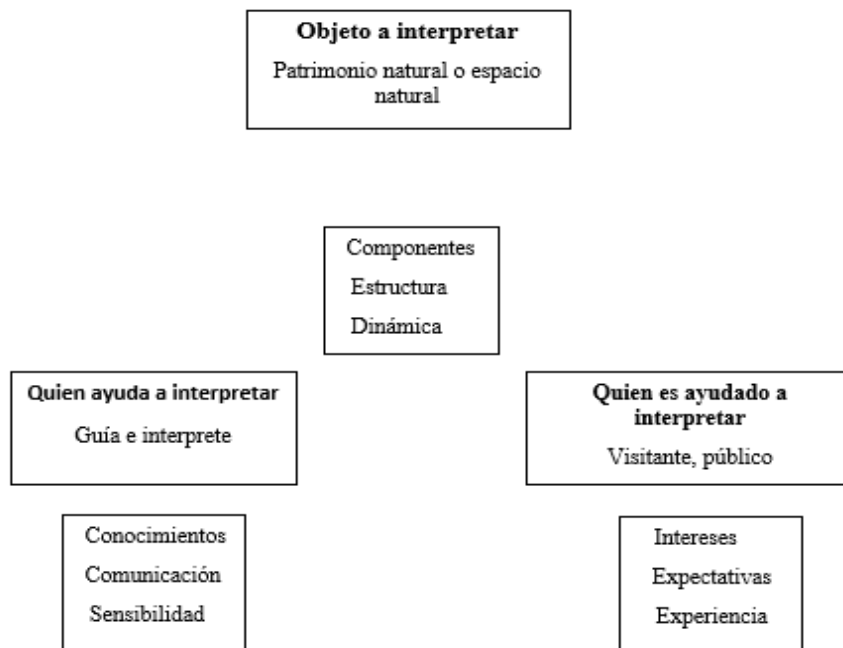 Objeto a interpretar
Patrimonio natural o espacio
natural
Componentes
Estructura
Dinámica
Quien ayuda a interpretar
Guía e interprete
Quien es ayudado a
interpretar
Visitante, público
Conocimientos
Comunicación
Sensibilidad
Intereses
Expectativas
Experiencia